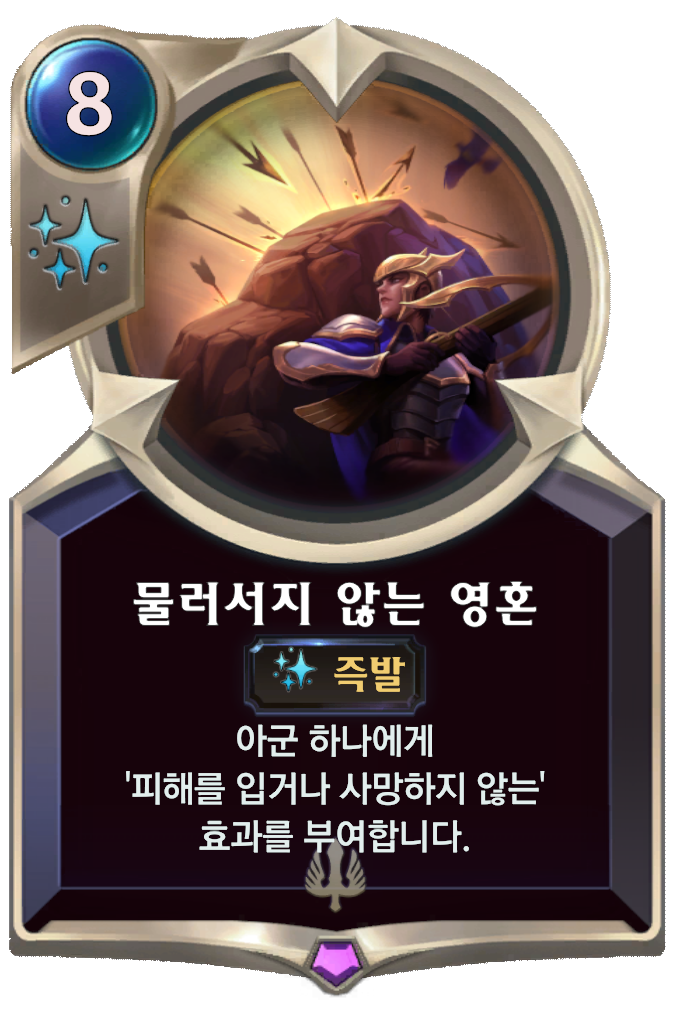 8
물러서지 않는 영혼
즉발
아군 하나에게
'피해를 입거나 사망하지 않는'
효과를 부여합니다.